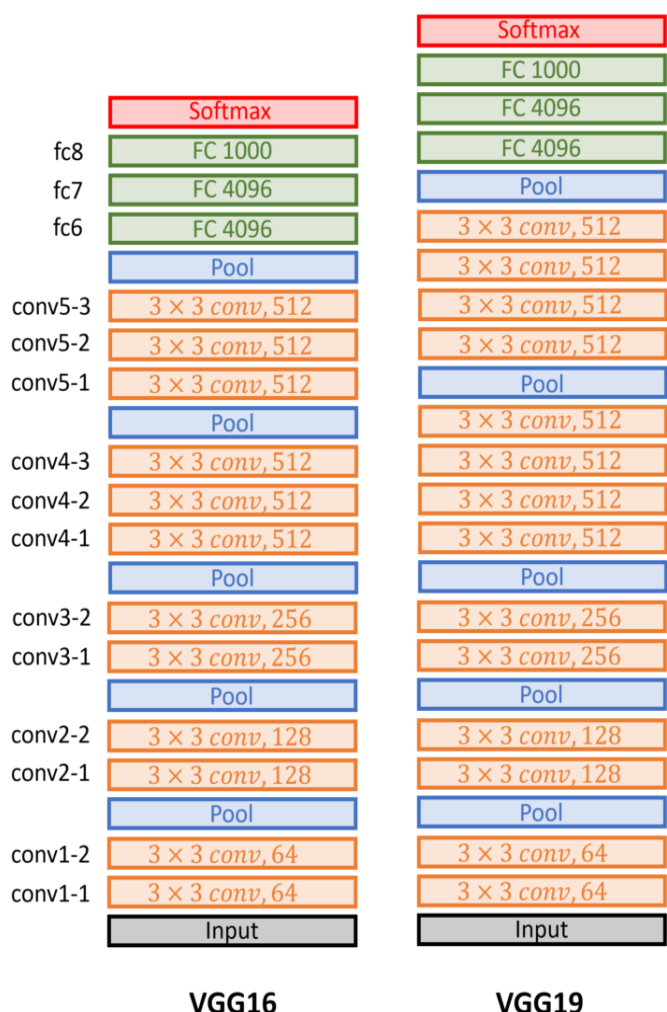 Softmax
fc8 FC 1000
fc7 FC 4096
fc6 FC 4096
Pool
conv5-3 3 × 3 conv, 512
conv5-2 3 × 3 conv, 512
conv5-1 3 × 3 conv, 512
Pool
conv4-3 3 × 3 conv, 512
conv4-2 3 × 3 conv, 512
conv4-1 3 × 3 conv, 512
Pool
conv3-2 3 × 3 conv, 256
conv3-1 3 × 3 conv, 256
Pool
conv2-2 3 × 3 conv, 128
conv2-1 3 × 3 conv, 128
Pool
conv1-2 3 × 3 conv, 64
conv1-1 3 × 3 conv, 64
Input
VGG16
Softmax
FC 1000
FC 4096
FC 4096
Pool
3 × 3 conv, 512
3 × 3 conv, 512
3 × 3 conv, 512
3 × 3 conv, 512
Pool
3 × 3 conv, 512
3 × 3 conv, 512
3 × 3 conv, 512
3 × 3 conv, 512
Pool
3 × 3 conv, 256
3 × 3 conv, 256
Pool
3 × 3 conv, 128
3 × 3 conv, 128
Pool
3 × 3 conv, 64
3 × 3 conv, 64
Input
VGG19